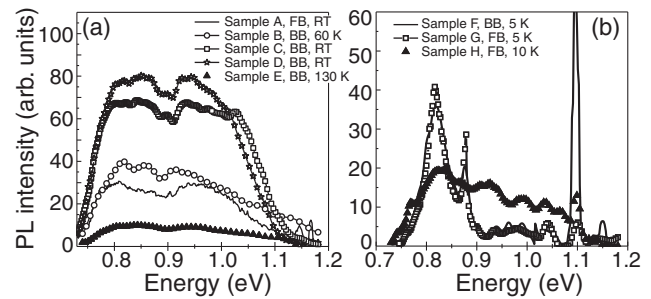 (a)
Sample A, FB, RT
Sample B, BB, 60 K
Sample C, BB, RT
Sample D, BB, RT
Sample E, BB, 130 K
PL intensity (arb. units)
100
80
60
40
20
0
0.8 0.9 1.0 1.1 1.2
Energy (eV)
(b)
Sample F, BB, 5 K
Sample G, FB, 5 K
Sample H, FB, 10 K
60
50
40
30
20
10
0
0.7 0.8 0.9 1.0 1.1 1.2
Energy (eV)